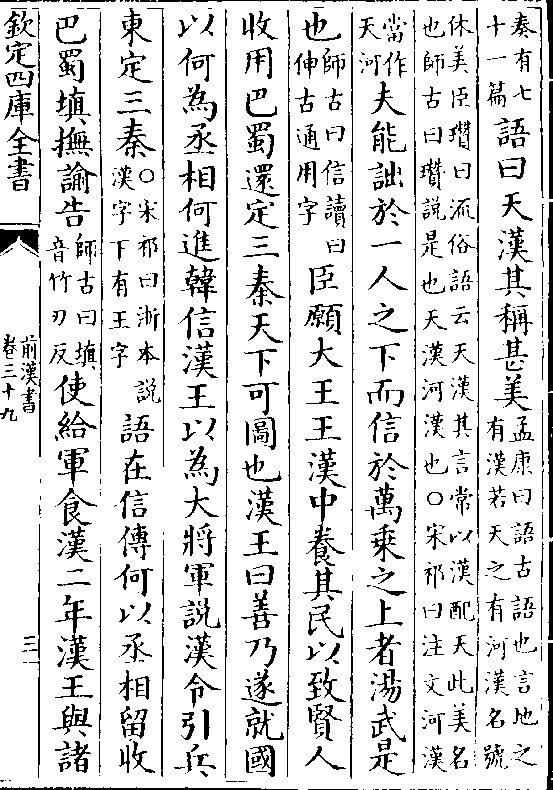 秦有七
十一篇
語曰天漢其稱甚美
孟康曰語古語也言地之
有漢若天之有河漢名號
休美臣瓚曰流俗語云天漢其言常以漢配天此美名
也師古曰瓚說是也天漢河漢也○宋祁曰注文河漢
當作
天河
夫能詘於一人之下而信於萬乗之上者湯武是
也
師古曰信讀曰
伸古通用字
臣願大王王漢中養其民以致賢人
收用巴蜀還定三秦天下可圖也漢王曰善乃遂就國
以何為丞相何進韓信漢王以為大將軍説漢令引兵
東定三秦
○宋祁曰浙本説
漢字下有王字
語在信傳何以丞相留收
巴蜀填撫諭告
師古曰填
音竹刃反
使給軍食漢二年漢王與諸
欽定四庫全書
前漢書
卷三十九
三